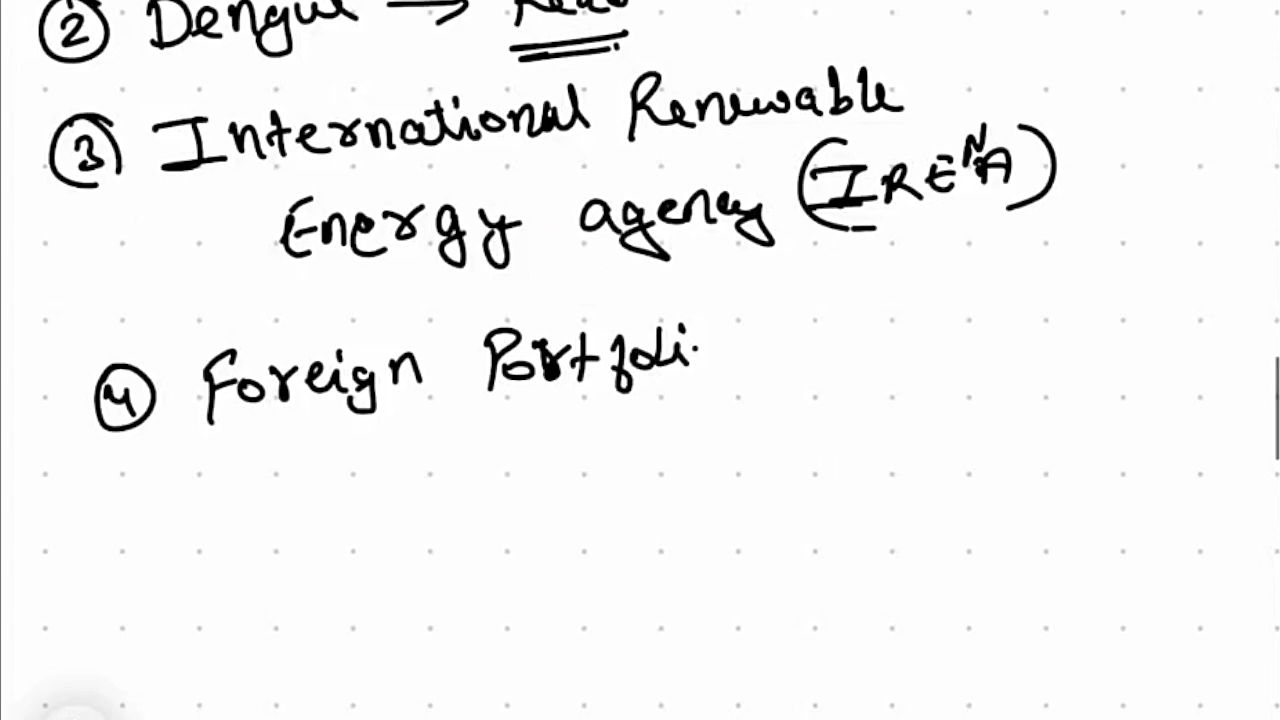 ② Dengue →
③ International Renewable
Energy agency (IRENA)
④ Foreign Portfoli